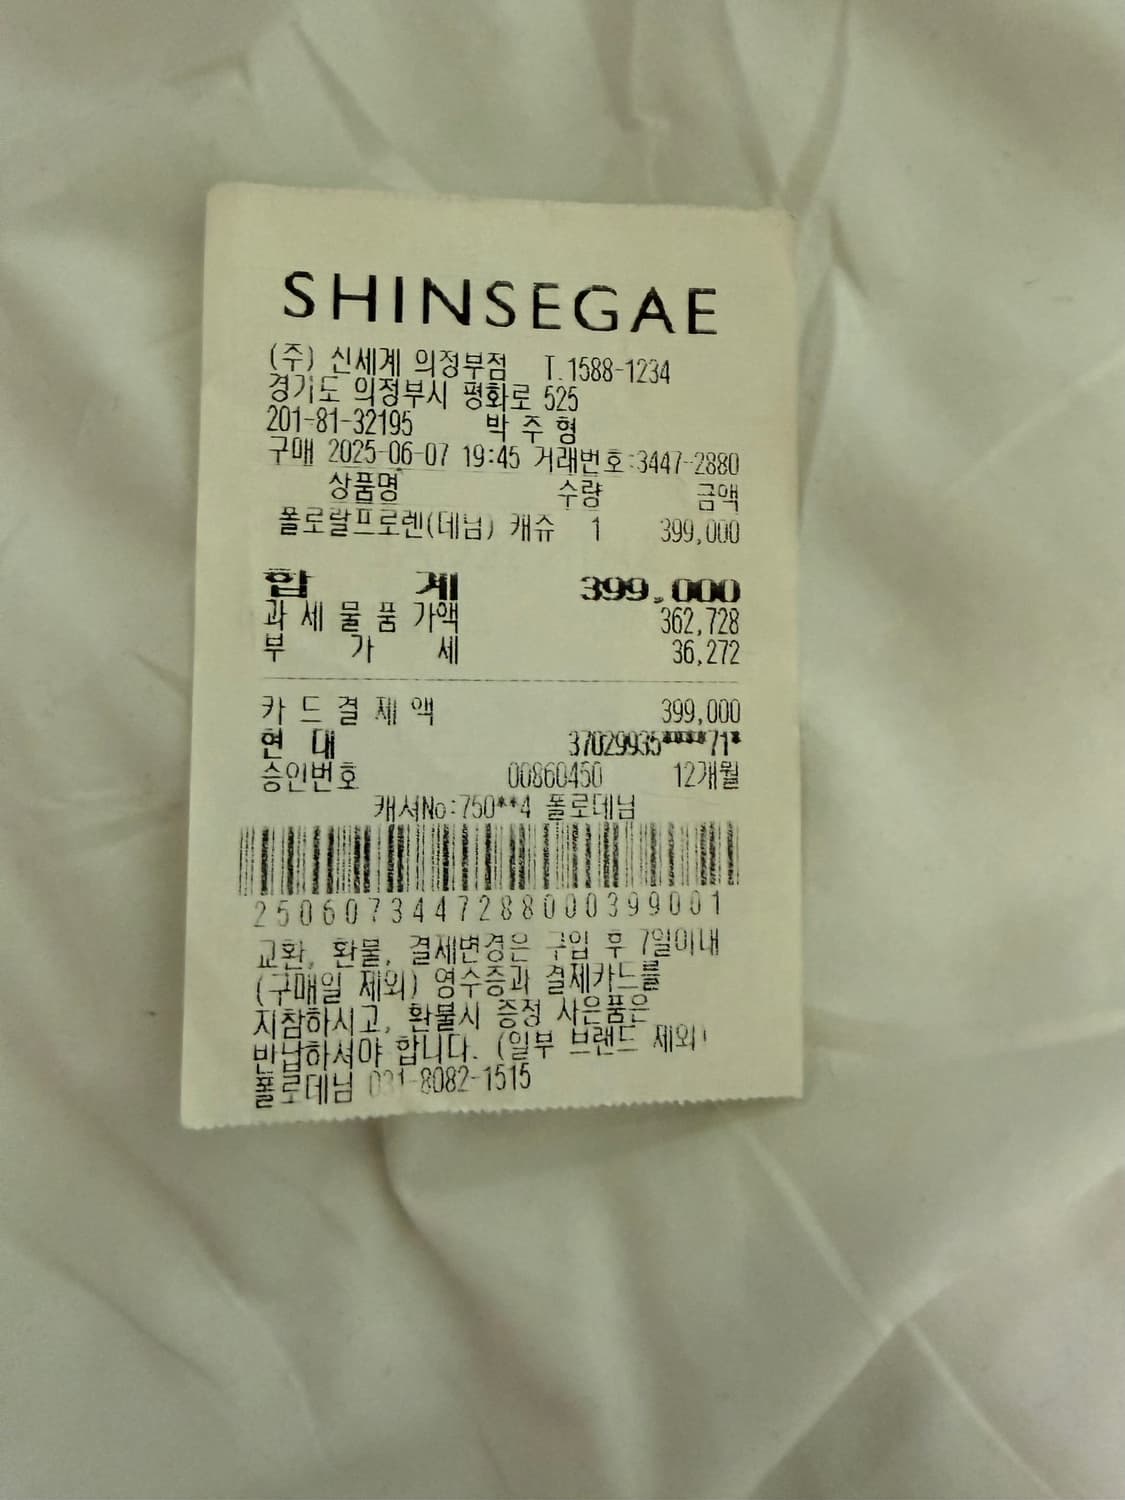 SHINSEGAE
(주) 신세계 의정부점 T.1588-1234
경기도 의정부시 평화로 525
201-81-32195 박 주 형
구매 2025-06-07 19:45 거래번호:3447-2880
상품명 수량 금액
폴로랄프로렌(데님) 캐쥬 1 399,000
합 계 399,000
과 세 물 품 가액 362,728
부 가 세 36,272
카 드 결 제 액 399,000
현 대 37029935****71*
승인번호 00860450 12개월
캐셔No:750**4 폴로데님
2506073447288000399001
교환, 환불, 결제변경은 구입 후 7일이내
(구매일 제외) 영수증과 결제카드를
지참하시고, 환불시 증정 사은품은
반납하셔야 합니다. (일부 브랜드 제외)
폴로데님 031-8082-1515